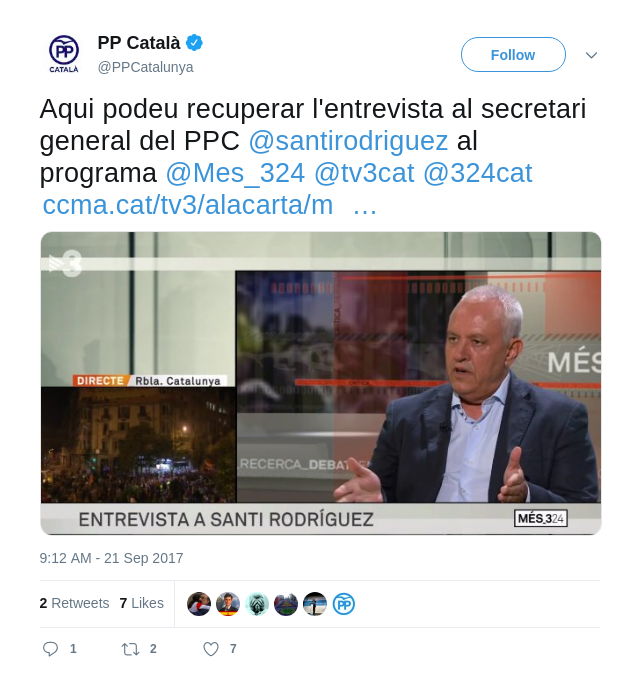 PP Català
@PPCatalunya
PP
CATALÀ
Follow
Aqui podeu recuperar l'entrevista al secretari
general del PPC @santirodriguez al
programa @Mes_324 @tv3cat @324cat
ccma.cat/tv3/alacarta/m …
3
DIRECTE Rbla. Catalunya
MÉS
RECERCA_DEBAT
ENTREVISTA A SANTI RODRÍGUEZ
MÉS_324
9:12 AM - 21 Sep 2017
2 Retweets 7 Likes
PP
1 2 7